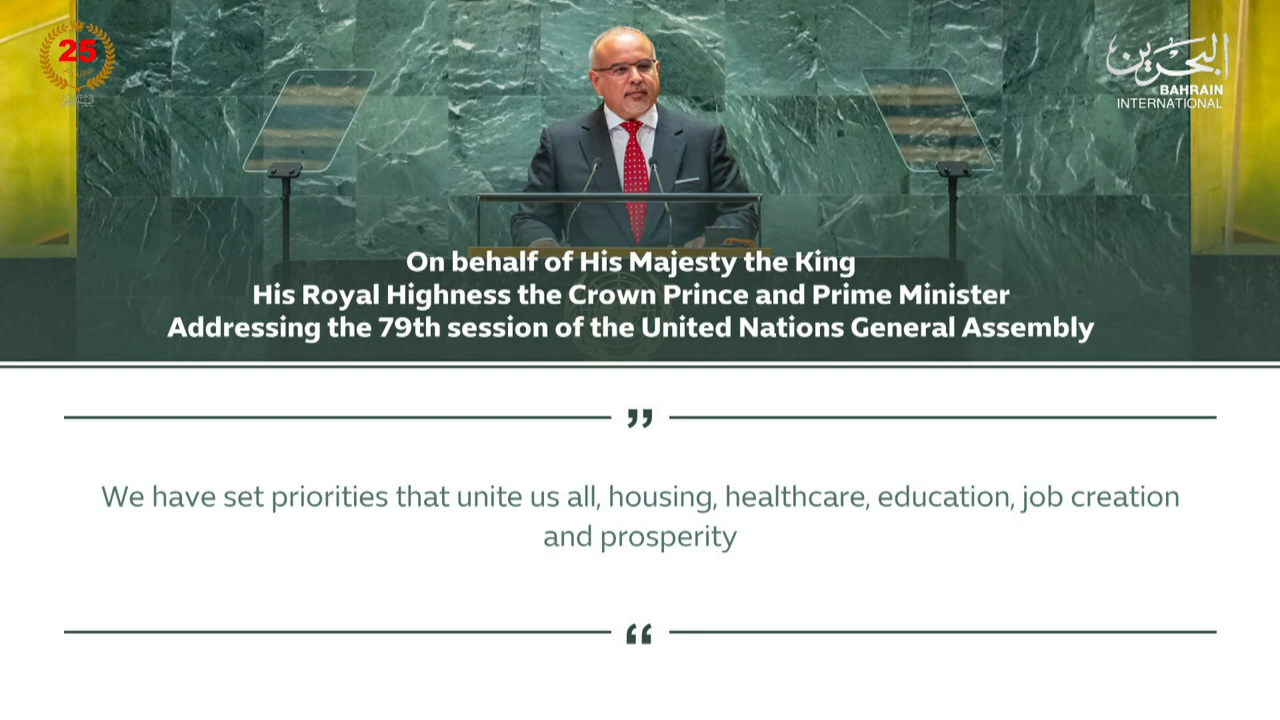 25
البحرين
BAHRAIN
INTERNATIONAL
On behalf of His Majesty the King
His Royal Highness the Crown Prince and Prime Minister
Addressing the 79th session of the United Nations General Assembly
”
We have set priorities that unite us all, housing, healthcare, education, job creation
and prosperity
“